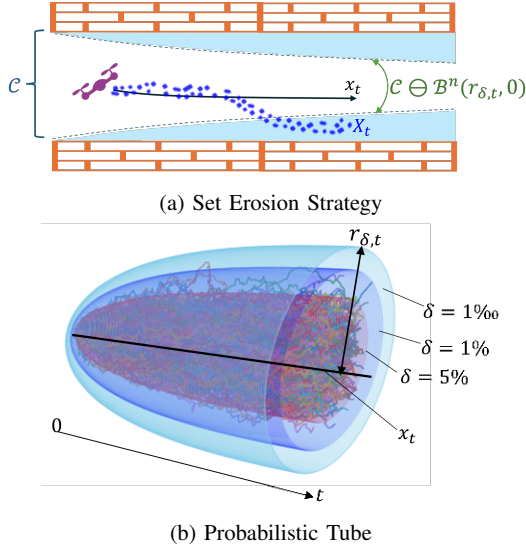 𝒞
x_t
𝒞 ⊖ ℬ^n(r_{δ,t}, 0)
X_t
(a) Set Erosion Strategy
r_{δ,t}
δ = 1‰
δ = 1%
δ = 5%
x_t
0
t
(b) Probabilistic Tube